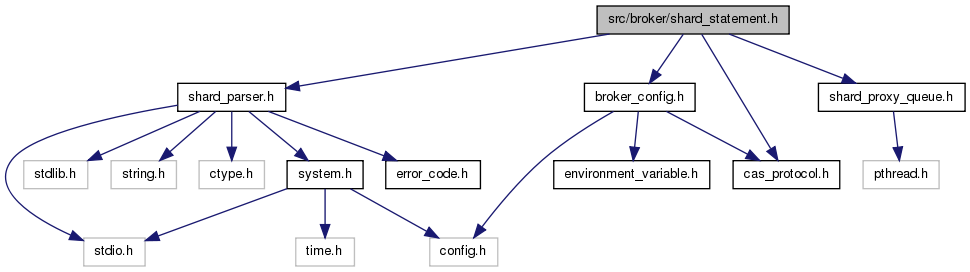 src/broker/shard_statement.h
shard_parser.h
broker_config.h
shard_proxy_queue.h
stdlib.h
string.h
ctype.h
system.h
error_code.h
environment_variable.h
cas_protocol.h
pthread.h
stdio.h
time.h
config.h